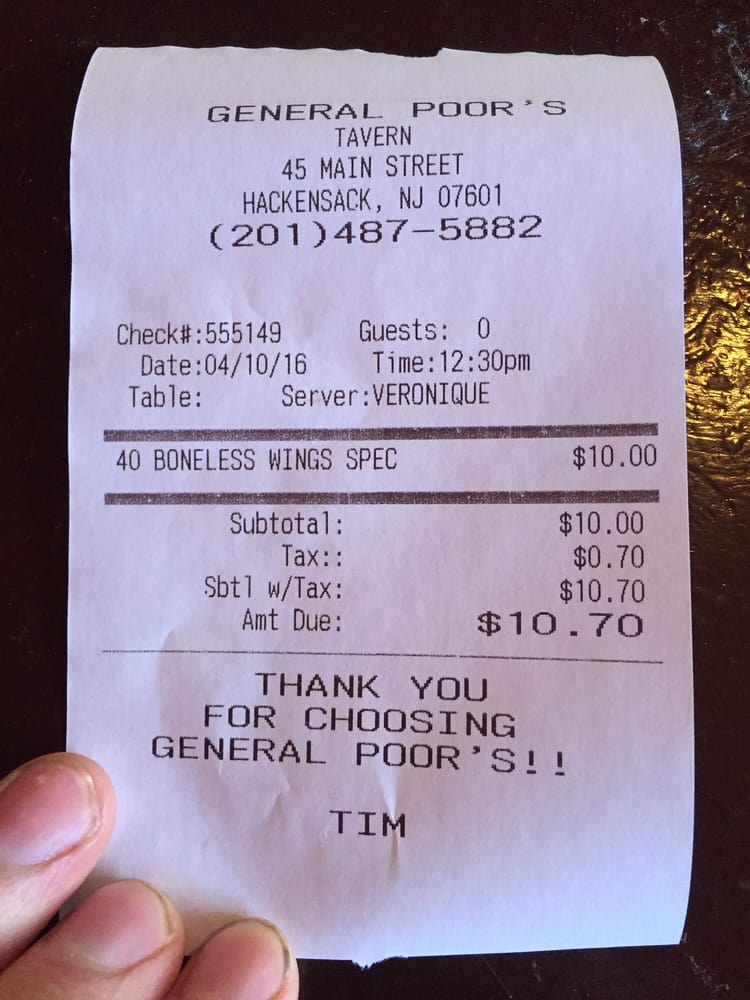 GENERAL POOR'S
TAVERN
45 MAIN STREET
HACKENSACK, NJ 07601
(201)487-5882
Check#:555149 Guests: 0
Date:04/10/16 Time:12:30pm
Table: Server:VERONIQUE
40 BONELESS WINGS SPEC $10.00
Subtotal: $10.00
Tax:: $0.70
Sbtl w/Tax: $10.70
Amt Due: $10.70
THANK YOU
FOR CHOOSING
GENERAL POOR'S!!
TIM